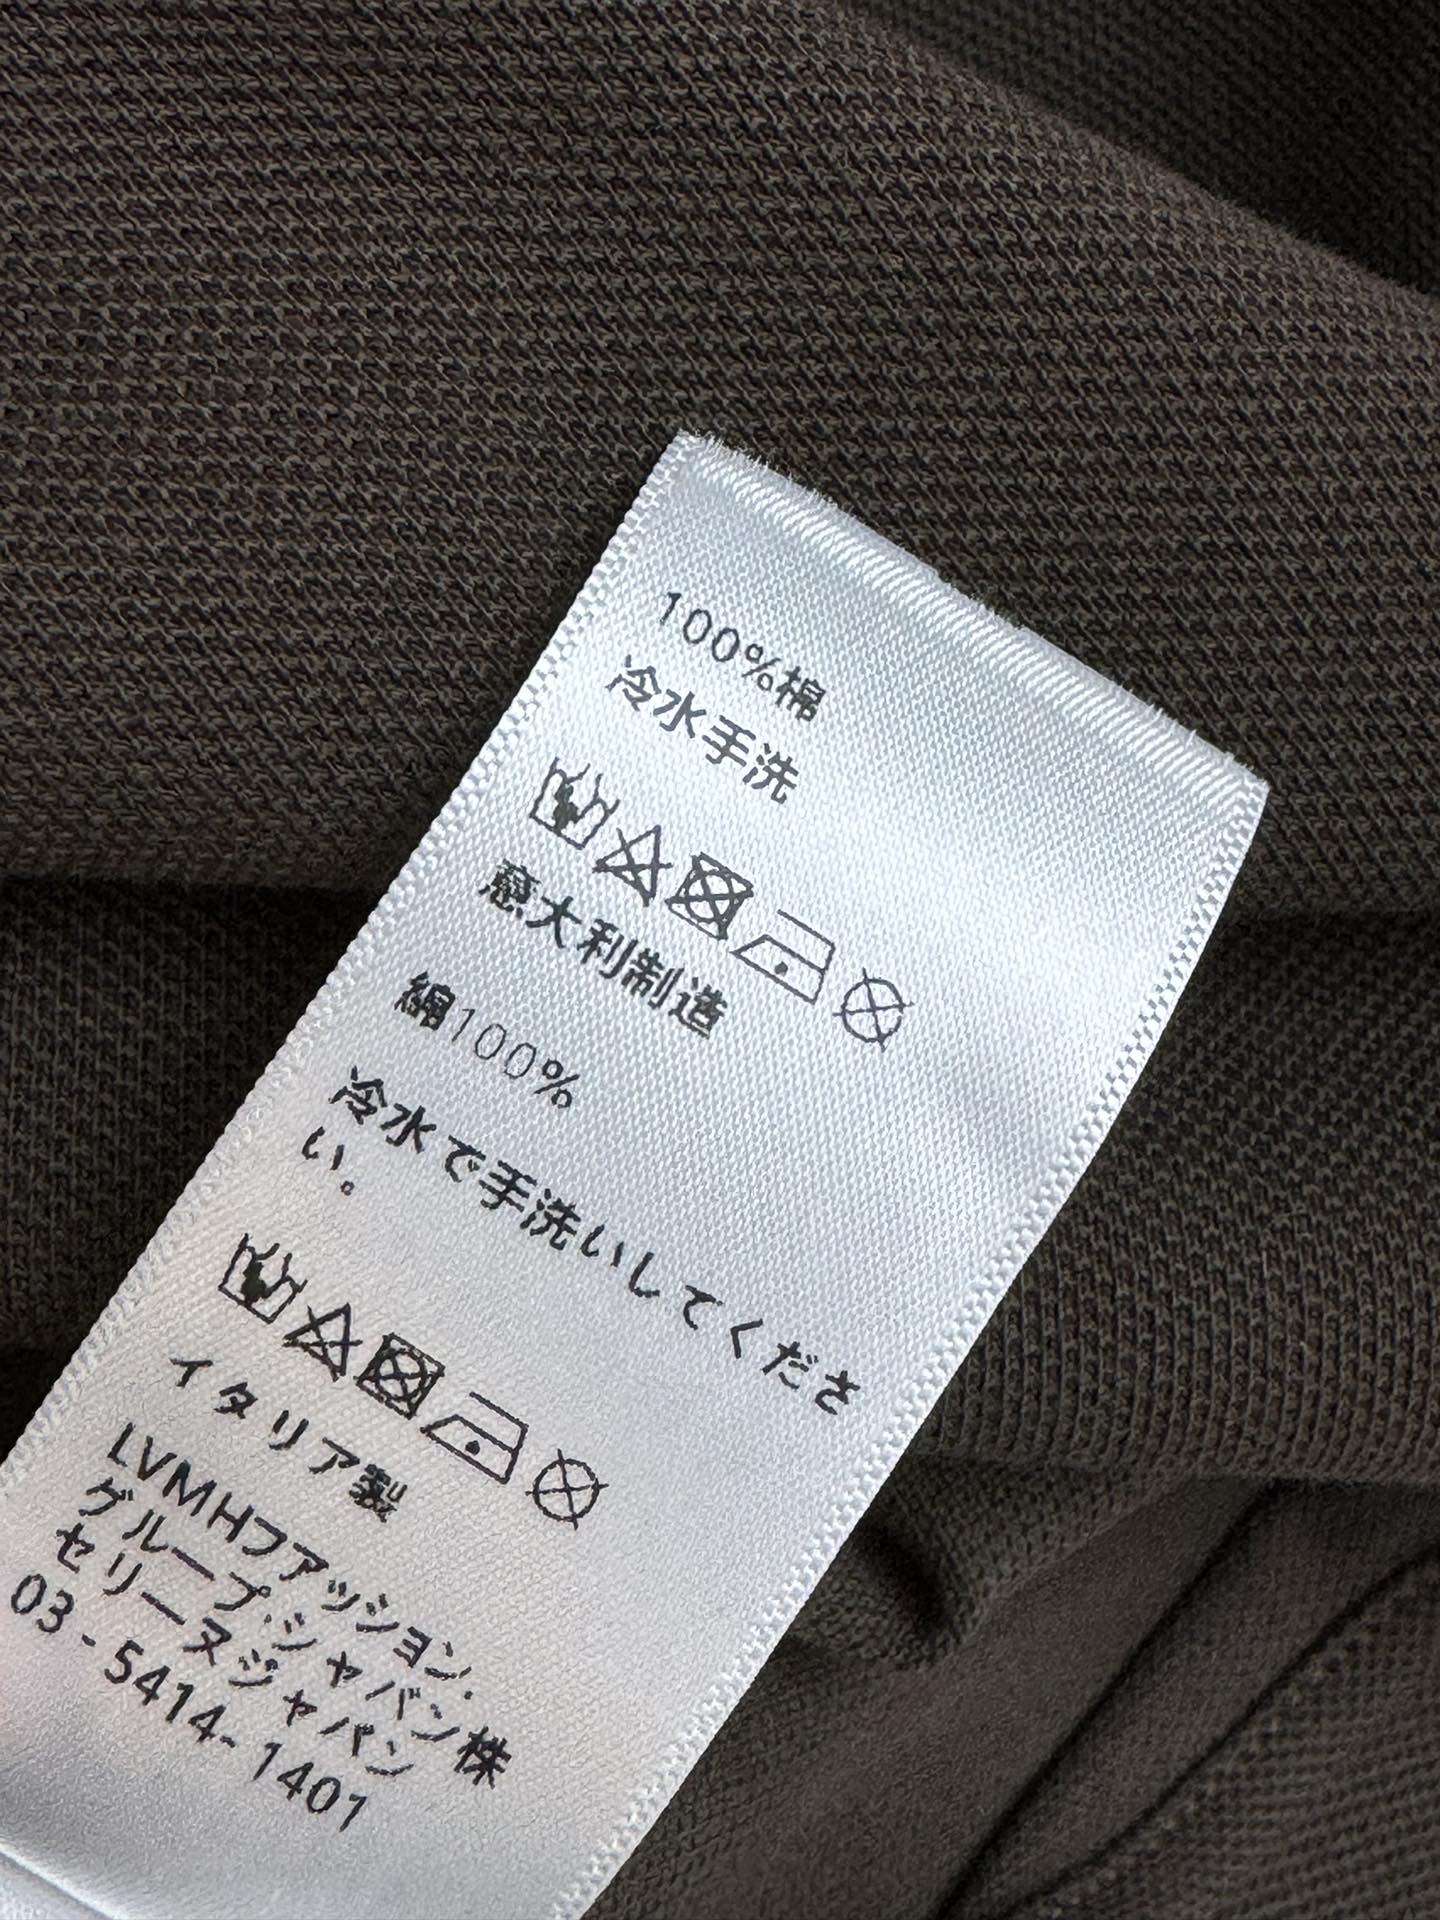 100%棉
冷水手洗
意大利制造
綿100%
冷水で手洗いしてくださ
い。
イタリア製
LVMHファッション.
グループ.ジャパン株
セリーヌジャパン
03-5414-1401